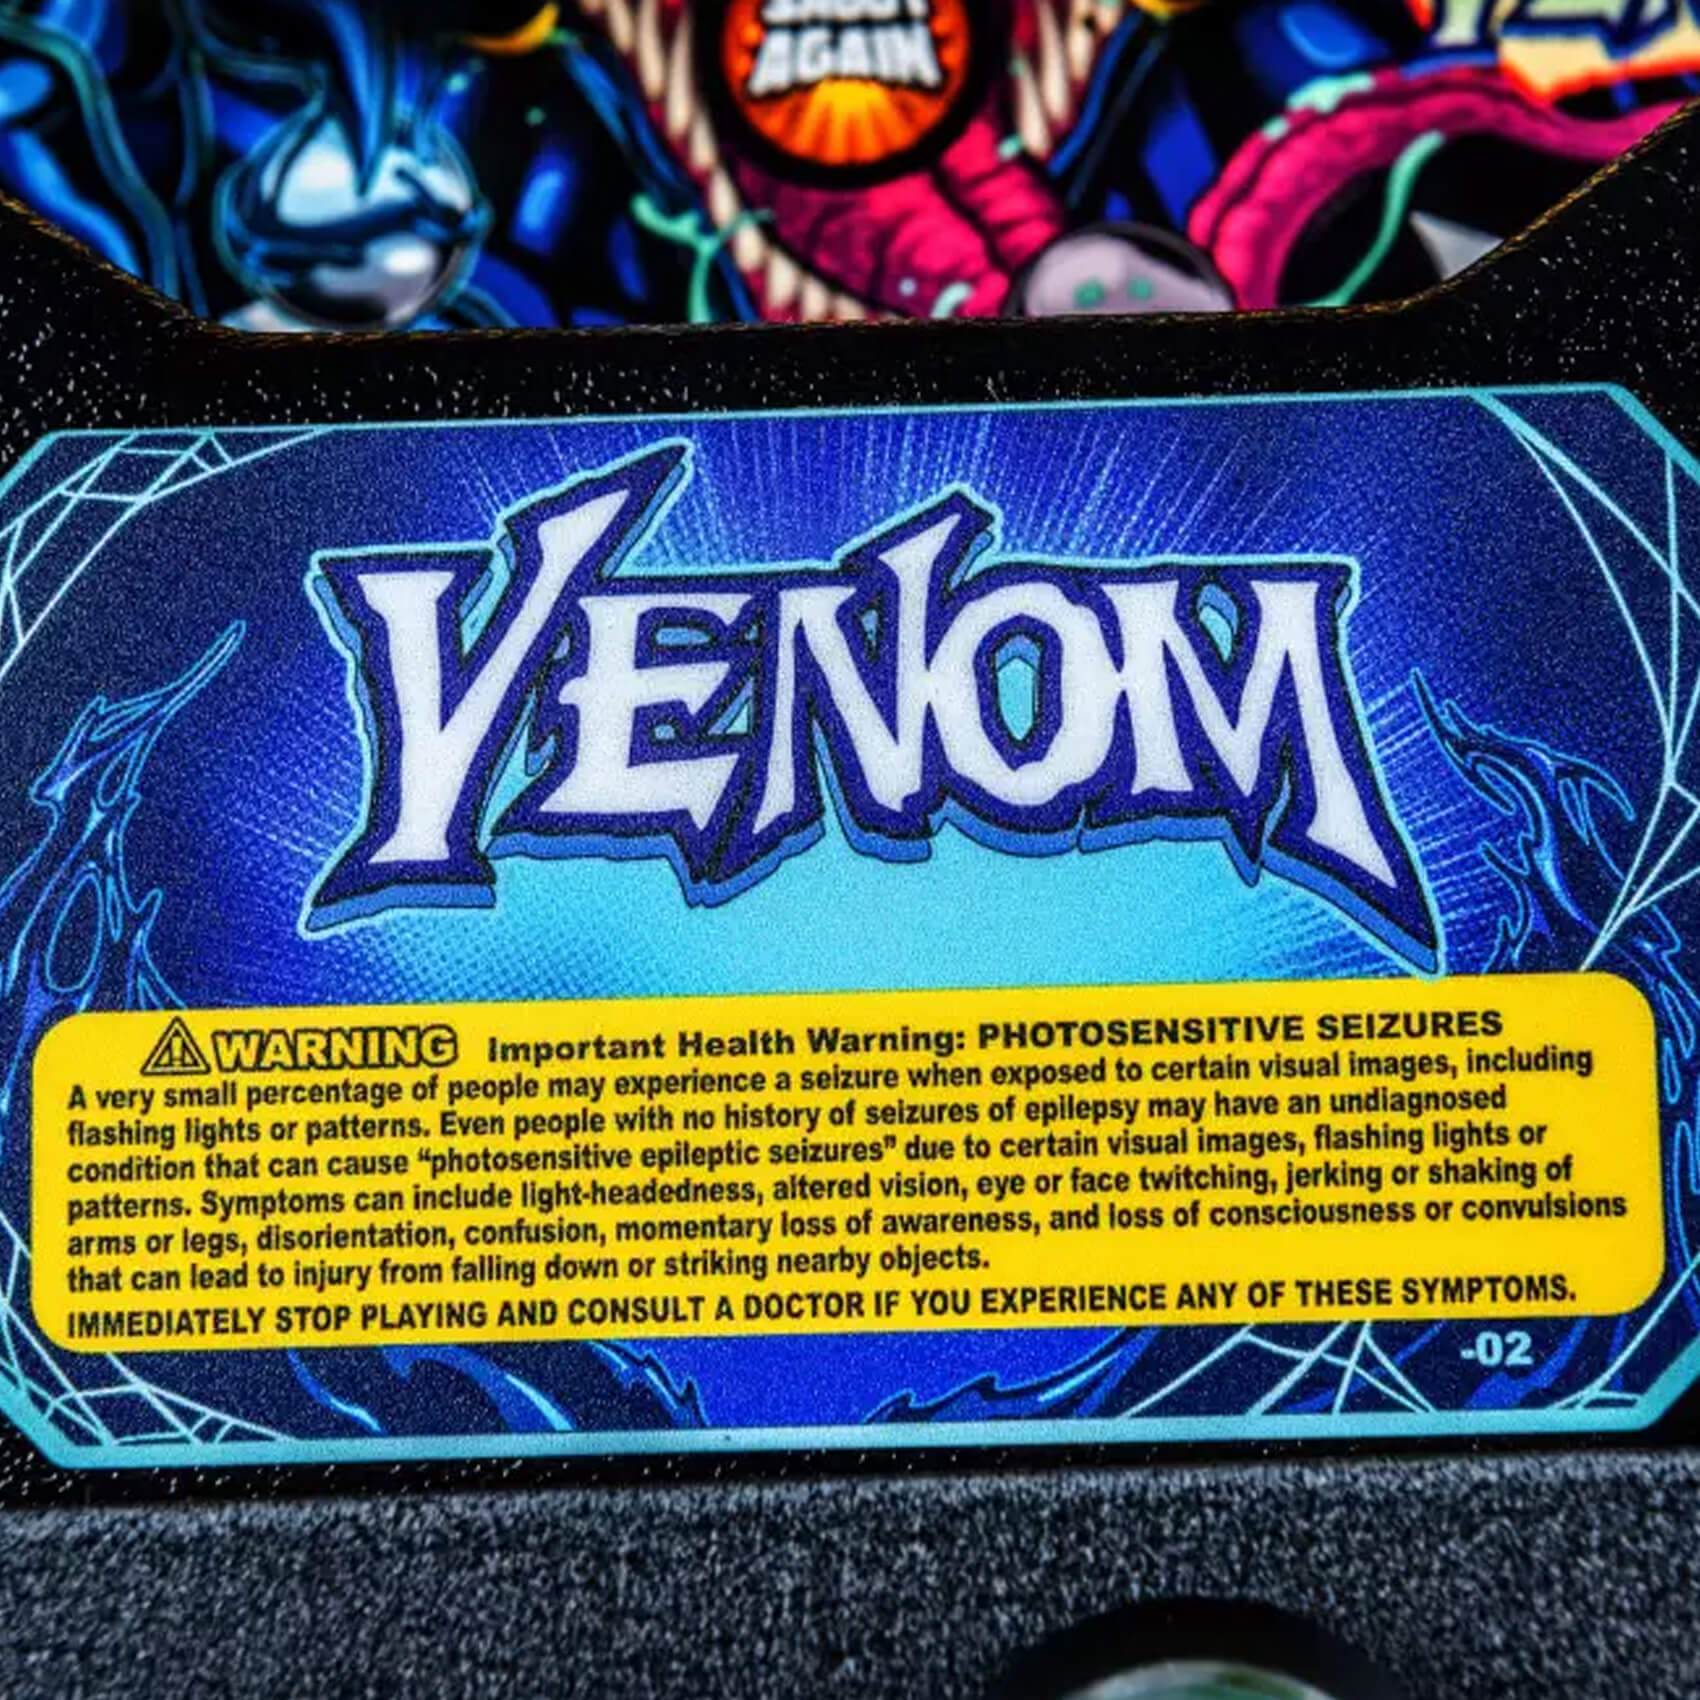 AGAIN
VENOM
WARNING Important Health Warning: PHOTOSENSITIVE SEIZURES
A very small percentage of people may experience a seizure when exposed to certain visual images, including
flashing lights or patterns. Even people with no history of seizures of epilepsy may have an undiagnosed
condition that can cause “photosensitive epileptic seizures” due to certain visual images, flashing lights or
patterns. Symptoms can include light-headedness, altered vision, eye or face twitching, jerking or shaking of
arms or legs, disorientation, confusion, momentary loss of awareness, and loss of consciousness or convulsions
that can lead to injury from falling down or striking nearby objects.
IMMEDIATELY STOP PLAYING AND CONSULT A DOCTOR IF YOU EXPERIENCE ANY OF THESE SYMPTOMS.
-02